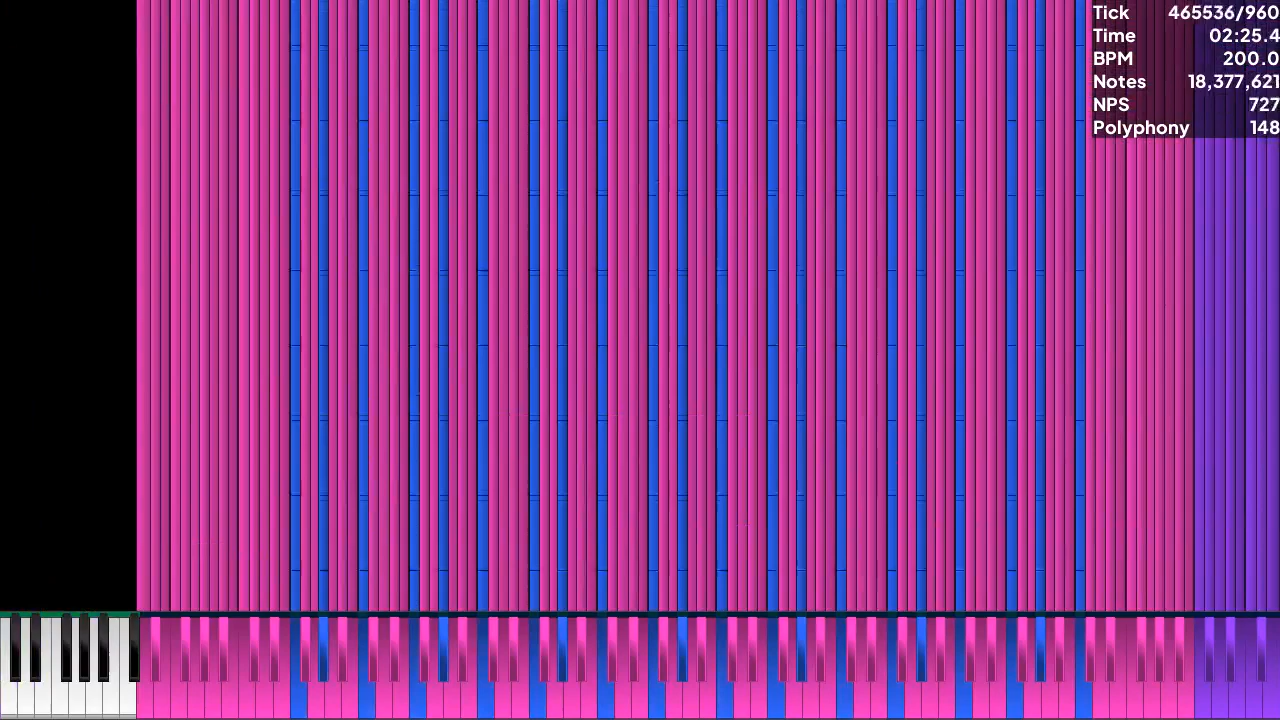 Tick 465536/960
Time 02:25.4
BPM 200.0
Notes 18,377,621
NPS 727
Polyphony 148